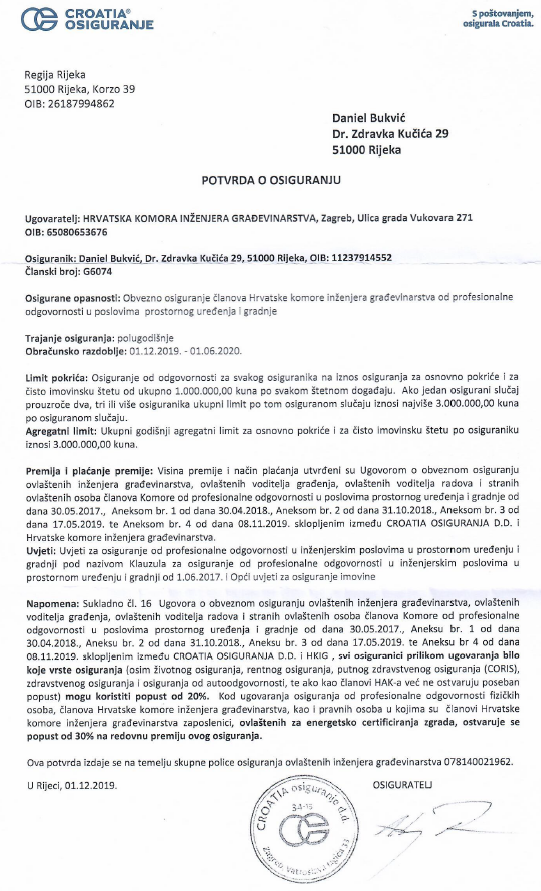 CROATIA®
OSIGURANJE
S poštovanjem,
osigurala Croatia.
Regija Rijeka
51000 Rijeka, Korzo 39
OIB: 26187994862
Daniel Bukvić
Dr. Zdravka Kučića 29
51000 Rijeka
POTVRDA O OSIGURANJU
Ugovaratelj: HRVATSKA KOMORA INŽENJERA GRAĐEVINARSTVA, Zagreb, Ulica grada Vukovara 271
OIB: 65080653676
Osiguranik: Daniel Bukvić, Dr. Zdravka Kučića 29, 51000 Rijeka, OIB: 11237914552
Članski broj: G6074
Osigurane opasnosti: Obvezno osiguranje članova Hrvatske komore inženjera građevinarstva od profesionalne
odgovornosti u poslovima prostornog uređenja i gradnje
Trajanje osiguranja: polugodišnje
Obračunsko razdoblje: 01.12.2019. - 01.06.2020.
Limit pokrića: Osiguranje od odgovornosti za svakog osiguranika na iznos osiguranja za osnovno pokriće i za
čisto imovinsku štetu od ukupno 1.000.000,00 kuna po svakom štetnom događaju. Ako jedan osigurani slučaj
prouzroče dva, tri ili više osiguranika ukupni limit po tom osiguranom slučaju iznosi najviše 3.000.000,00 kuna
po osiguranom slučaju.
Agregatni limit: Ukupni godišnji agregatni limit za osnovno pokriće i za čisto imovinsku štetu po osiguraniku
iznosi 3.000.000,00 kuna.
Premija i plaćanje premije: Visina premije i način plaćanja utvrđeni su Ugovorom o obveznom osiguranju
ovlaštenih inženjera građevinarstva, ovlaštenih voditelja građenja, ovlaštenih voditelja radova i stranih
ovlaštenih osoba članova Komore od profesionalne odgovornosti u poslovima prostornog uređenja i gradnje od
dana 30.05.2017., Aneksom br. 1 od dana 30.04.2018., Aneksom br. 2 od dana 31.10.2018., Aneksom br. 3 od
dana 17.05.2019. te Aneksom br. 4 od dana 08.11.2019. sklopljenim između CROATIA OSIGURANJA D.D. i
Hrvatske komore inženjera građevinarstva.
Uvjeti: Uvjeti za osiguranje od profesionalne odgovornosti u inženjerskim poslovima u prostornom uređenju i
gradnji pod nazivom Klauzula za osiguranje od profesionalne odgovornosti u inženjerskim poslovima u
prostornom uređenju i gradnji od 1.06.2017. i Opći uvjeti za osiguranje imovine
Napomena: Sukladno čl. 16 Ugovora o obveznom osiguranju ovlaštenih inženjera građevinarstva, ovlaštenih
voditelja građenja, ovlaštenih voditelja radova i stranih ovlaštenih osoba članova Komore od profesionalne
odgovornosti u poslovima prostornog uređenja i gradnje od dana 30.05.2017., Aneksu br. 1 od dana
30.04.2018., Aneksu br. 2 od dana 31.10.2018., Aneksu br. 3 od dana 17.05.2019. te Aneksu br 4 od dana
08.11.2019. sklopljenim između CROATIA OSIGURANJA D.D. i HKIG , svi osiguranici prilikom ugovaranja bilo
koje vrste osiguranja (osim životnog osiguranja, rentnog osiguranja, putnog zdravstvenog osiguranja (CORIS),
zdravstvenog osiguranja i osiguranja od autoodgovornosti, te ako kao članovi HAK-a već ne ostvaruju poseban
popust) mogu koristiti popust od 20%. Kod ugovaranja osiguranja od profesionalne odgovornosti fizičkih
osoba, članova Hrvatske komore inženjera građevinarstva, kao i pravnih osoba u kojima su članovi Hrvatske
komore inženjera građevinarstva zaposlenici, ovlaštenih za energetsko certificiranja zgrada, ostvaruje se
popust od 30% na redovnu premiju ovog osiguranja.
Ova potvrda izdaje se na temelju skupne police osiguranja ovlaštenih inženjera građevinarstva 078140021962.
U Rijeci, 01.12.2019.
OSIGURATELJ
CROATIA osiguranje d.d.
Zagreb